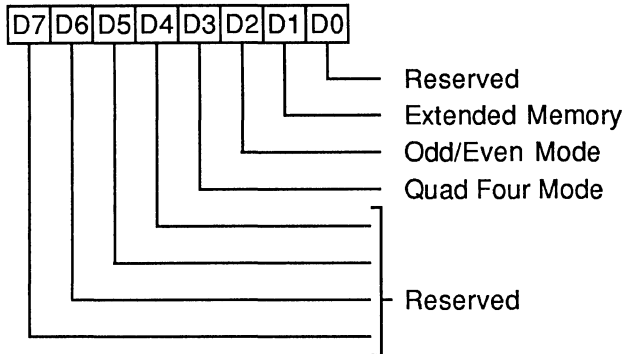 D7 D6 D5 D4 D3 D2 D1 D0
Reserved
Extended Memory
Odd/Even Mode
Quad Four Mode
Reserved